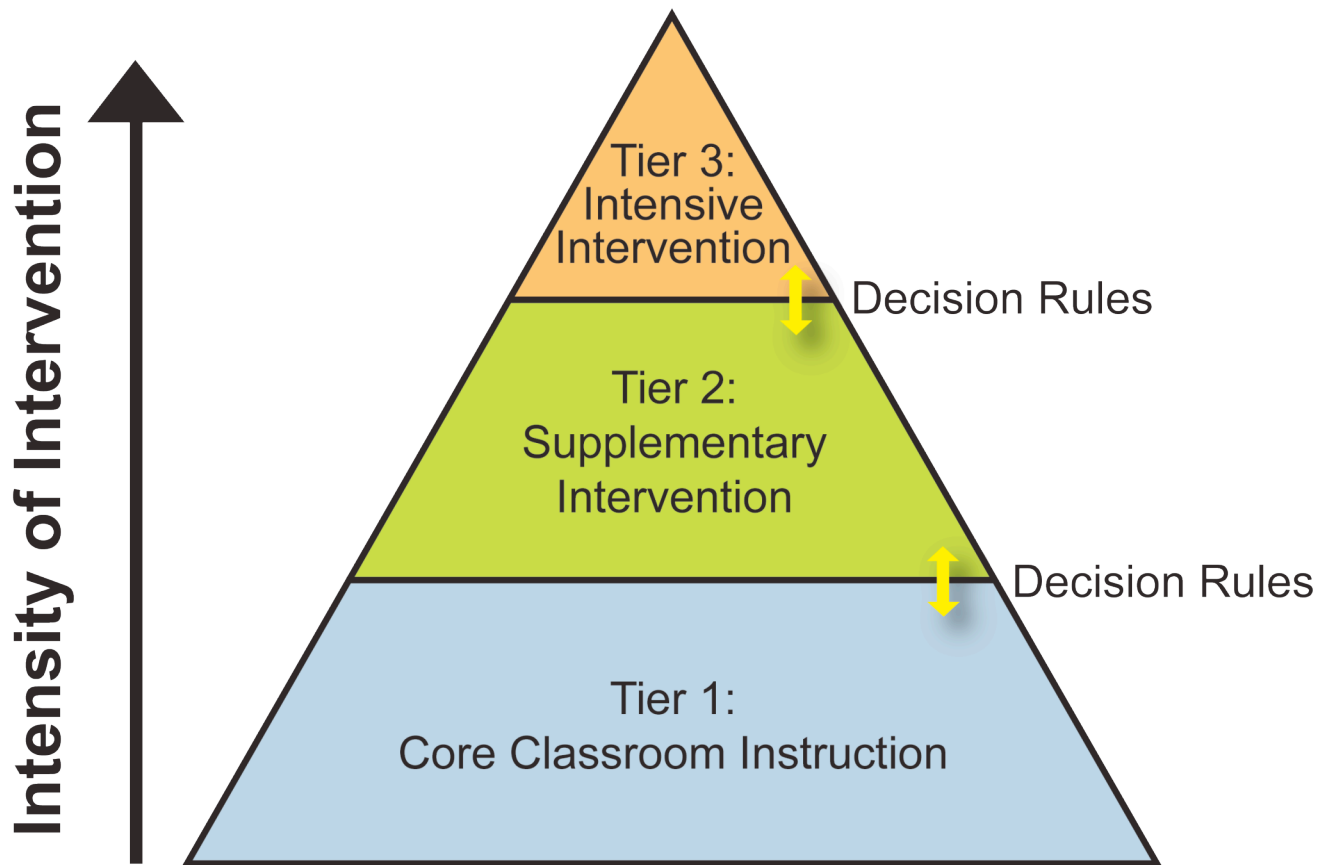 Intensity of Intervention
Tier 3:
Intensive
Intervention
Decision Rules
Tier 2:
Supplementary
Intervention
Decision Rules
Tier 1:
Core Classroom Instruction